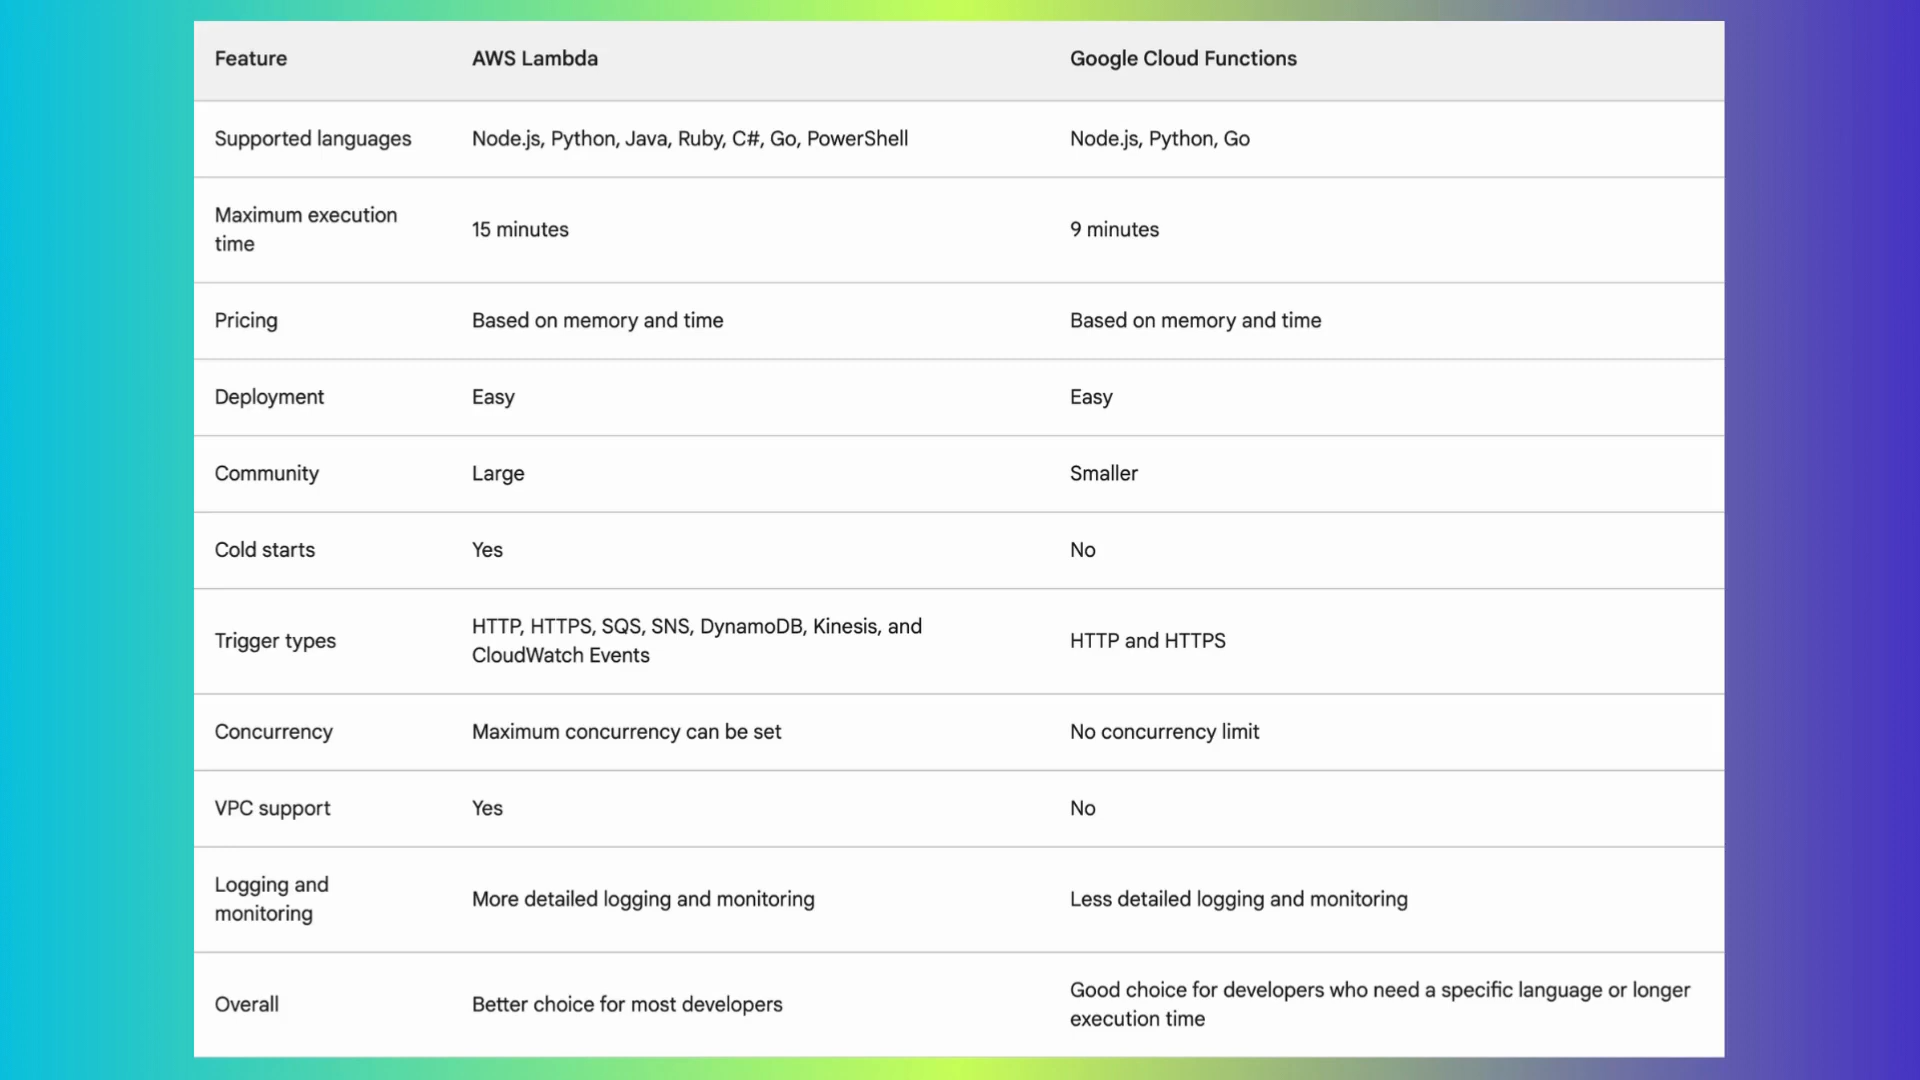 Feature AWS Lambda Google Cloud Functions
Supported languages Node.js, Python, Java, Ruby, C#, Go, PowerShell Node.js, Python, Go
Maximum execution
time
15 minutes 9 minutes
Pricing Based on memory and time Based on memory and time
Deployment Easy Easy
Community Large Smaller
Cold starts Yes No
Trigger types
HTTP, HTTPS, SQS, SNS, DynamoDB, Kinesis, and
CloudWatch Events
HTTP and HTTPS
Concurrency Maximum concurrency can be set No concurrency limit
VPC support Yes No
Logging and
monitoring
More detailed logging and monitoring Less detailed logging and monitoring
Overall Better choice for most developers
Good choice for developers who need a specific language or longer
execution time